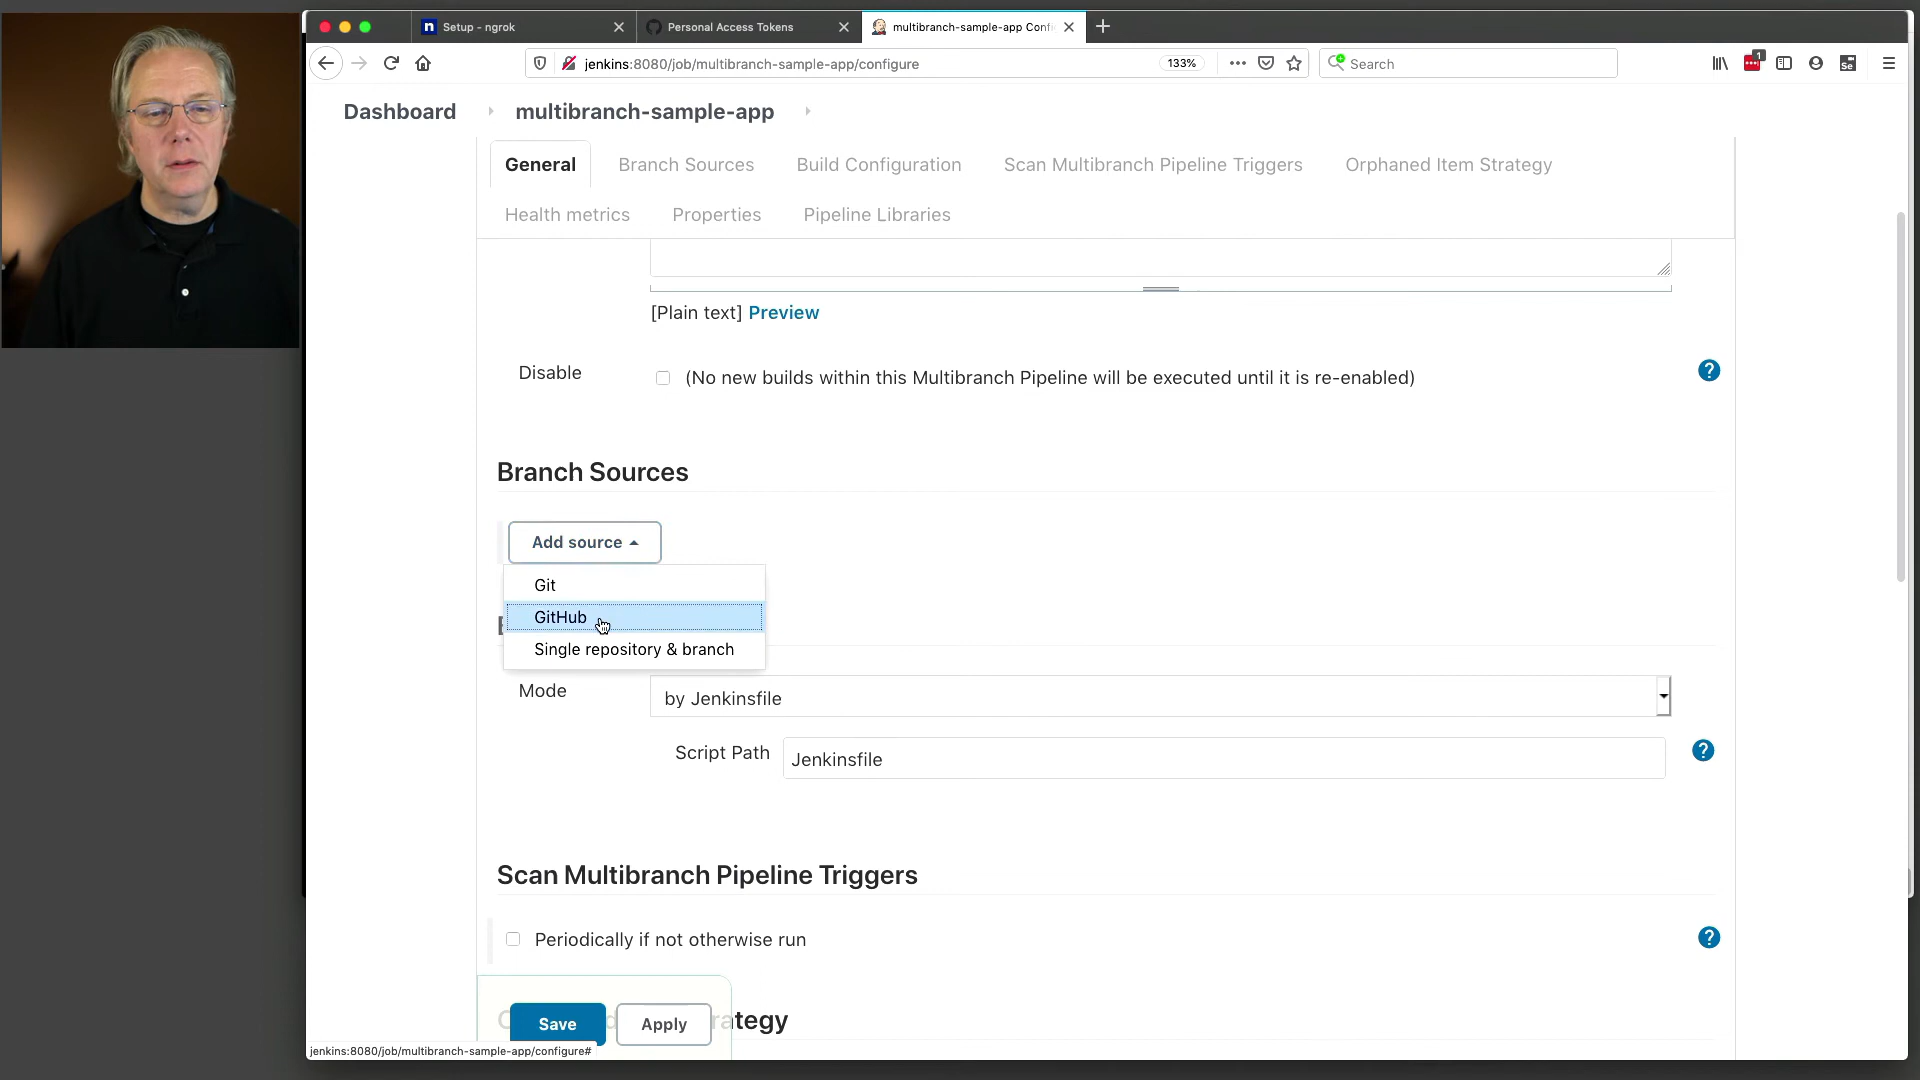 Setup - ngrok
Personal Access Tokens
multibranch-sample-app Conf
jenkins:8080/job/multibranch-sample-app/configure
133%
Search
1
Se
Dashboard
multibranch-sample-app
General
Branch Sources
Build Configuration
Scan Multibranch Pipeline Triggers
Orphaned Item Strategy
Health metrics
Properties
Pipeline Libraries
[Plain text] Preview
Disable
(No new builds within this Multibranch Pipeline will be executed until it is re-enabled)
?
Branch Sources
Add source
Git
GitHub
Single repository & branch
Mode
by Jenkinsfile
Script Path
Jenkinsfile
?
Scan Multibranch Pipeline Triggers
Periodically if not otherwise run
?
Save
Apply
tegy
jenkins:8080/job/multibranch-sample-app/configure#